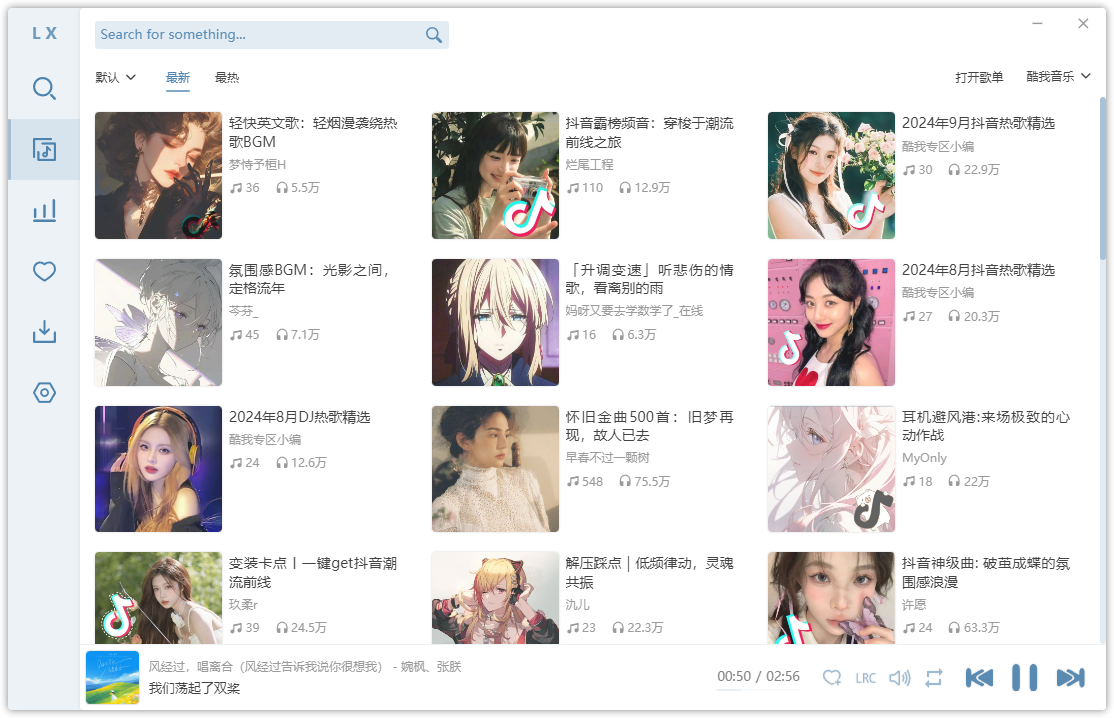 L X
Search for something...
默认
最新
最热
打开歌单
酷我音乐
轻快英文歌：轻烟漫袭绕热
歌BGM
梦恃予桓H
36
5.5万
抖音霸榜频音：穿梭于潮流
前线之旅
烂尾工程
110
12.9万
2024年9月抖音热歌精选
酷我专区小编
30
22.9万
氛围感BGM：光影之间，
定格流年
芩芬_
45
7.1万
「升调变速」听悲伤的情
歌，看离别的雨
妈呀又要去学数学了_在线
16
6.3万
2024年8月抖音热歌精选
酷我专区小编
27
20.3万
2024年8月DJ热歌精选
酷我专区小编
24
12.6万
怀旧金曲500首：旧梦再
现，故人已去
早春不过一颗树
548
75.5万
耳机避风港:来场极致的心
动作战
MyOnly
18
22万
变装卡点丨一键get抖音潮
流前线
玖柔r
39
24.5万
解压踩点 | 低频律动，灵魂
共振
氿儿
23
22.3万
抖音神级曲: 破茧成蝶的氛
围感浪漫
许愿
24
63.3万
风经过，唱离合（风经过告诉我说你很想我） - 婉枫、张朕
我们荡起了双桨
00:50 / 02:56
LRC